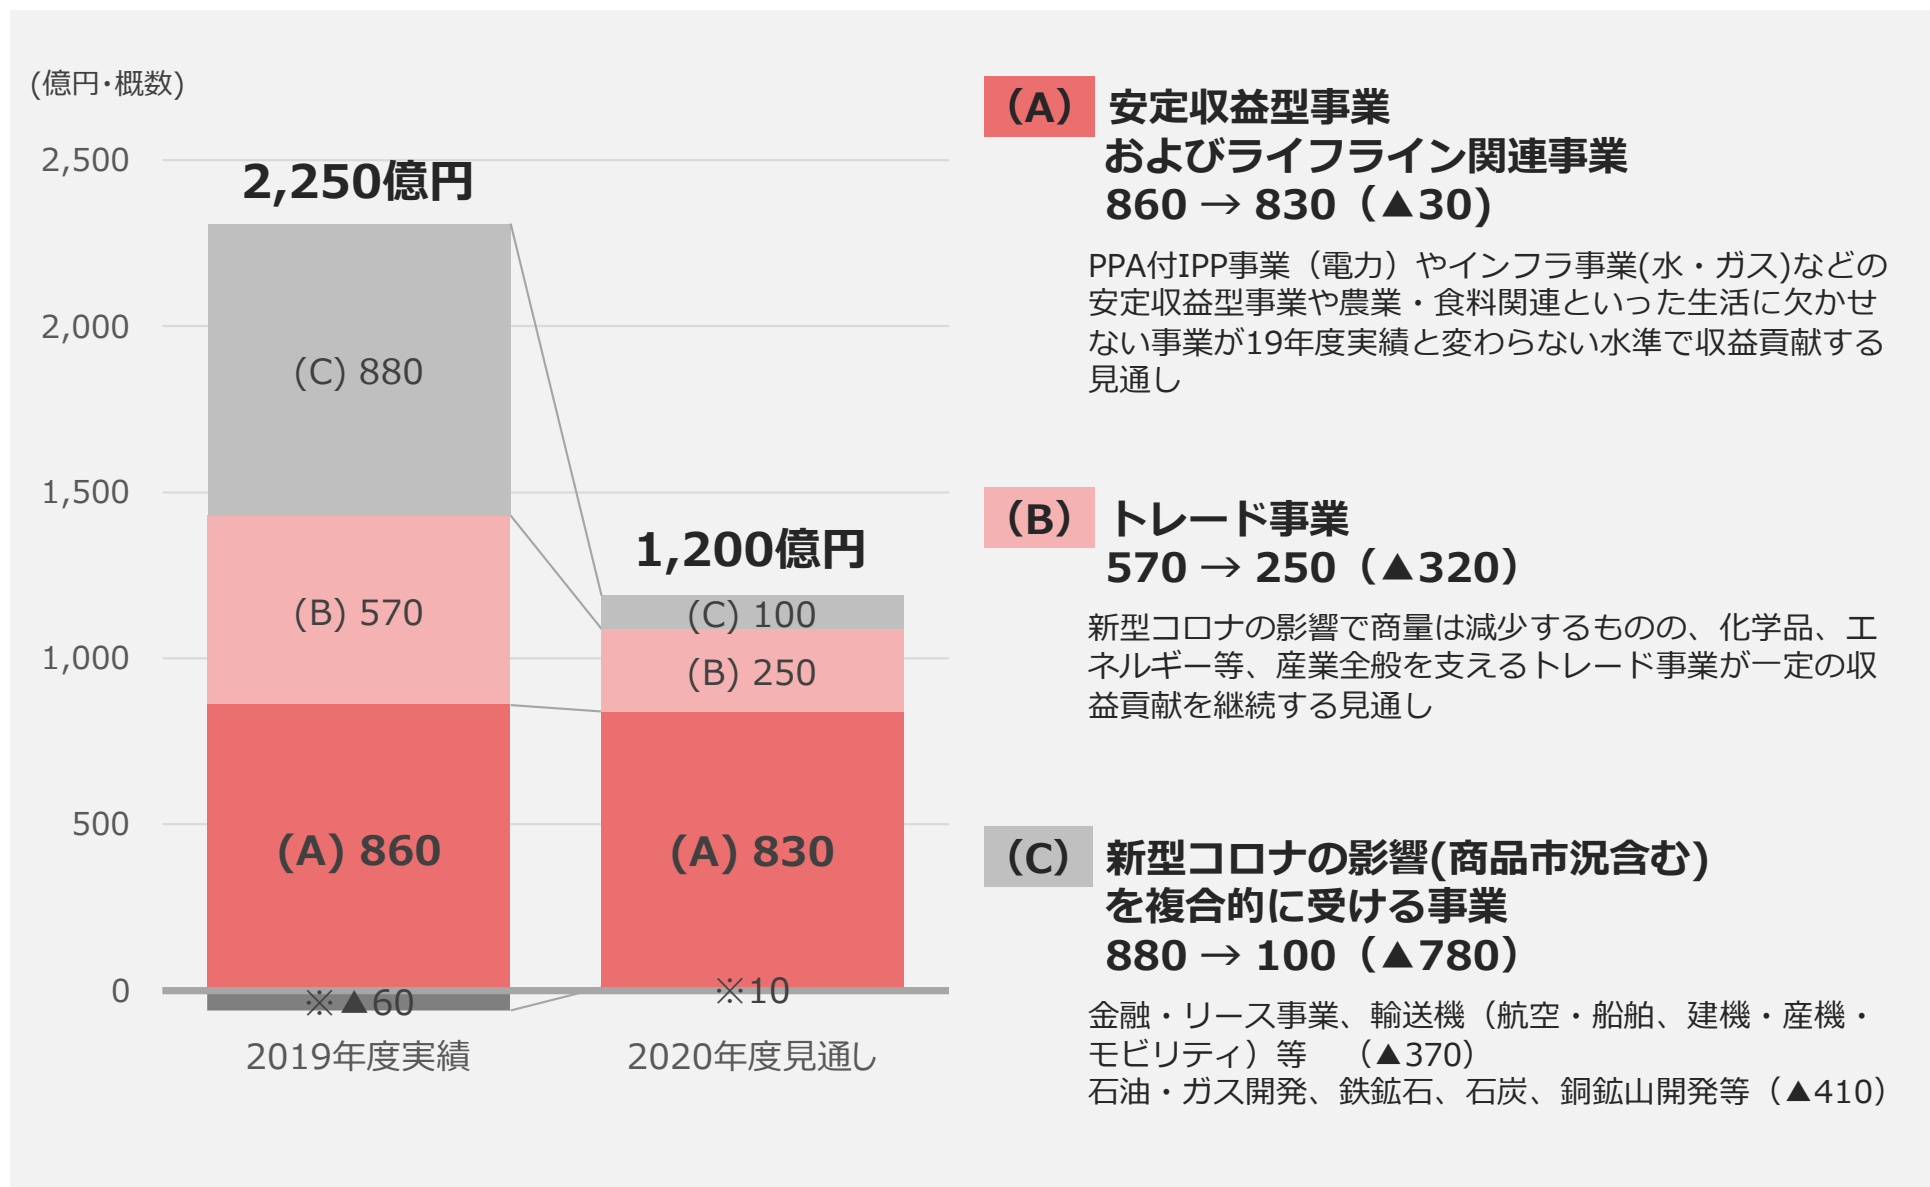 (億円・概数)
2,500
2,000
1,500
1,000
500
0
2,250億円
(C) 880
(B) 570
(A) 860
※▲60
2019年度実績
1,200億円
(C) 100
(B) 250
(A) 830
※10
2020年度見通し
（A） 安定収益型事業
およびライフライン関連事業
860 → 830（▲30)
PPA付IPP事業（電力）やインフラ事業(水・ガス)などの
安定収益型事業や農業・食料関連といった生活に欠かせ
ない事業が19年度実績と変わらない水準で収益貢献する
見通し
（B） トレード事業
570 → 250（▲320）
新型コロナの影響で商量は減少するものの、化学品、エ
ネルギー等、産業全般を支えるトレード事業が一定の収
益貢献を継続する見通し
（C） 新型コロナの影響(商品市況含む)
を複合的に受ける事業
880 → 100（▲780）
金融・リース事業、輸送機（航空・船舶、建機・産機・
モビリティ）等　（▲370）
石油・ガス開発、鉄鉱石、石炭、銅鉱山開発等（▲410）